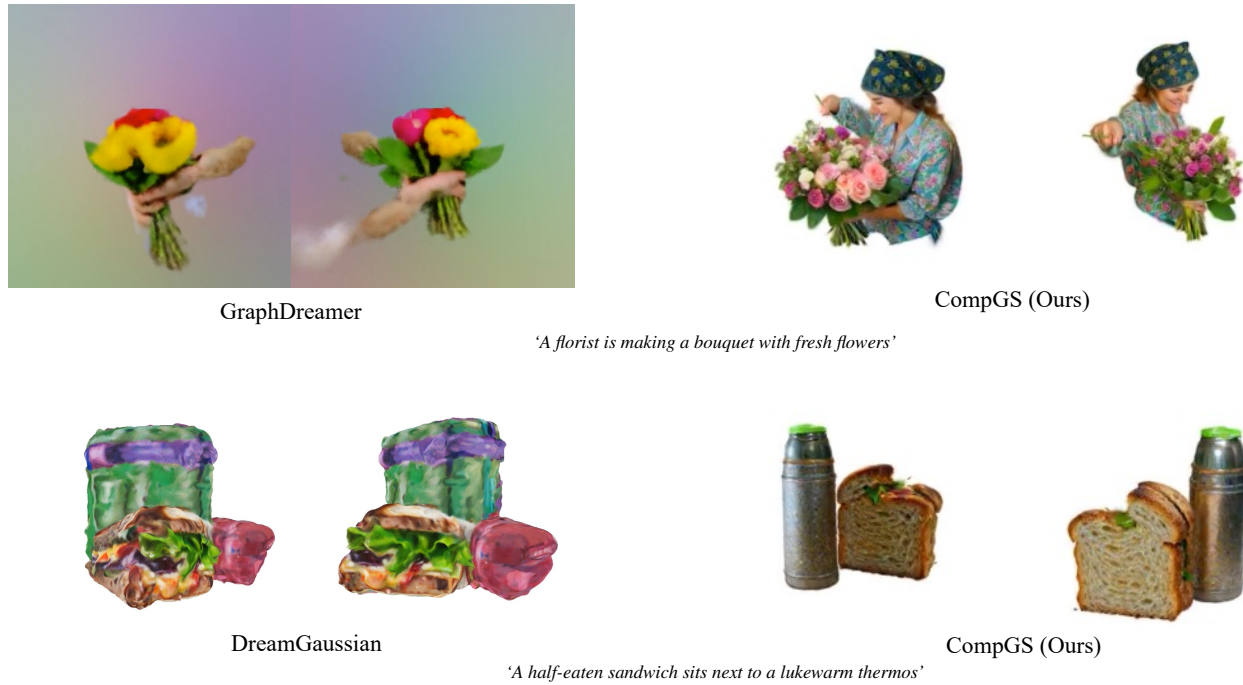 GraphDreamer
CompGS (Ours)
‘A florist is making a bouquet with fresh flowers’
DreamGaussian
CompGS (Ours)
‘A half-eaten sandwich sits next to a lukewarm thermos’